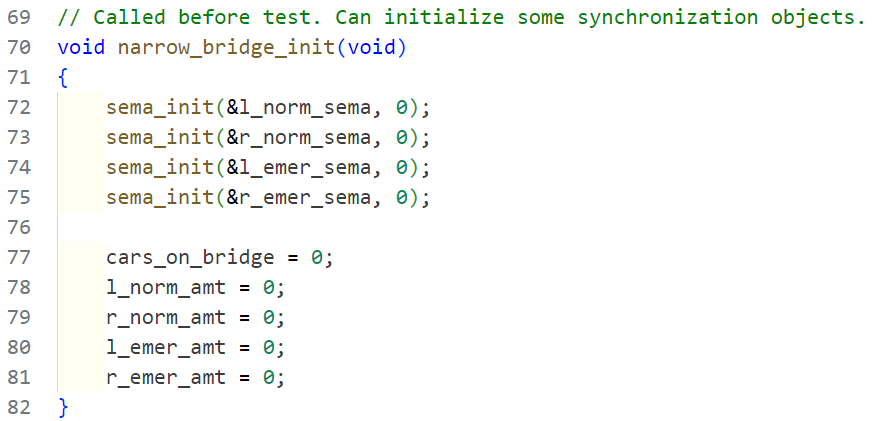 69 // Called before test. Can initialize some synchronization objects.
70 void narrow_bridge_init(void)
71 {
72     sema_init(&l_norm_sema, 0);
73     sema_init(&r_norm_sema, 0);
74     sema_init(&l_emer_sema, 0);
75     sema_init(&r_emer_sema, 0);
76
77     cars_on_bridge = 0;
78     l_norm_amt = 0;
79     r_norm_amt = 0;
80     l_emer_amt = 0;
81     r_emer_amt = 0;
82 }